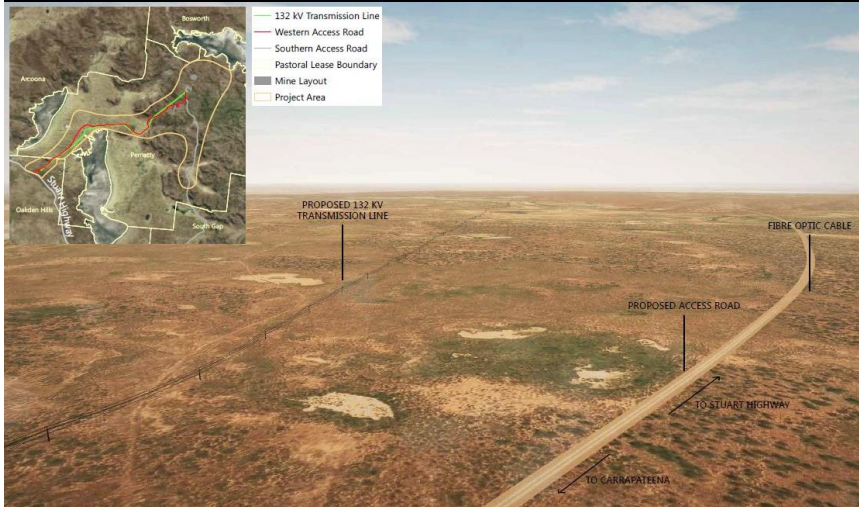 Bosworth
Arcoona
Pernatty
Oakden Hills
Stuart Highway
South Gap
132 kV Transmission Line
Western Access Road
Southern Access Road
Pastoral Lease Boundary
Mine Layout
Project Area
PROPOSED 132 KV
TRANSMISSION LINE
FIBRE OPTIC CABLE
PROPOSED ACCESS ROAD
TO STUART HIGHWAY
TO CARRAPATEENA